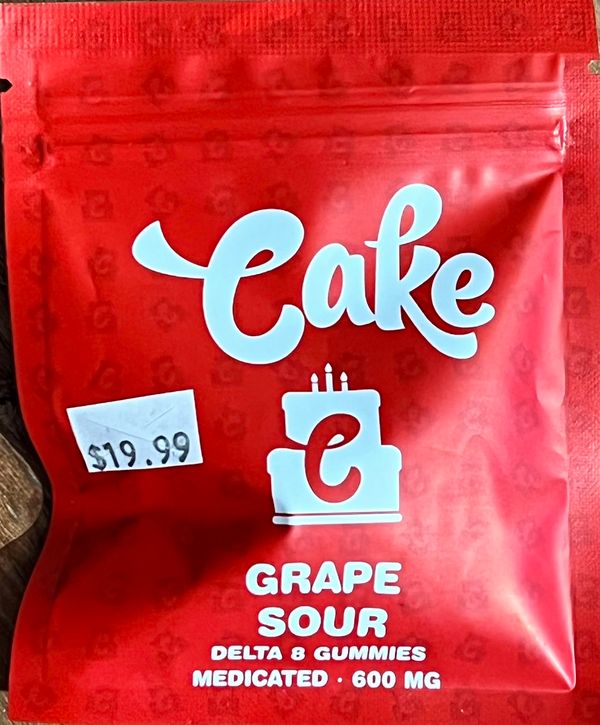 Cake
$19.99
C
GRAPE
SOUR
DELTA 8 GUMMIES
MEDICATED · 600 MG